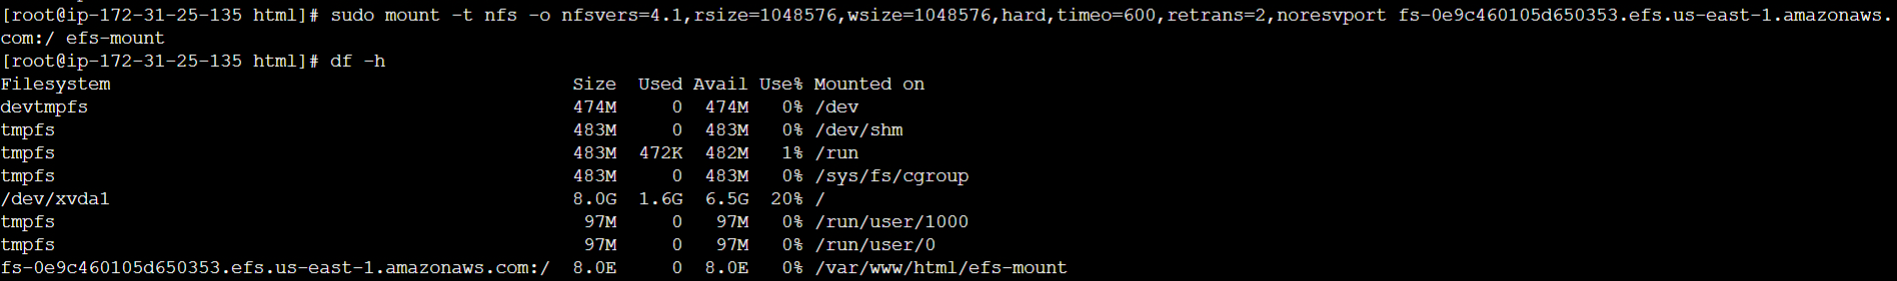 [root@ip-172-31-25-135 html]# sudo mount -t nfs -o nfsvers=4.1,rsize=1048576,wsize=1048576,hard,timeo=600,retrans=2,noresvport fs-0e9c460105d650353.efs.us-east-1.amazonaws.
com:/ efs-mount
[root@ip-172-31-25-135 html]# df -h
Filesystem                                          Size  Used Avail Use% Mounted on
devtmpfs                                            474M     0  474M   0% /dev
tmpfs                                               483M     0  483M   0% /dev/shm
tmpfs                                               483M  472K  482M   1% /run
tmpfs                                               483M     0  483M   0% /sys/fs/cgroup
/dev/xvda1                                          8.0G  1.6G  6.5G  20% /
tmpfs                                                97M     0   97M   0% /run/user/1000
tmpfs                                                97M     0   97M   0% /run/user/0
fs-0e9c460105d650353.efs.us-east-1.amazonaws.com:/  8.0E     0  8.0E   0% /var/www/html/efs-mount